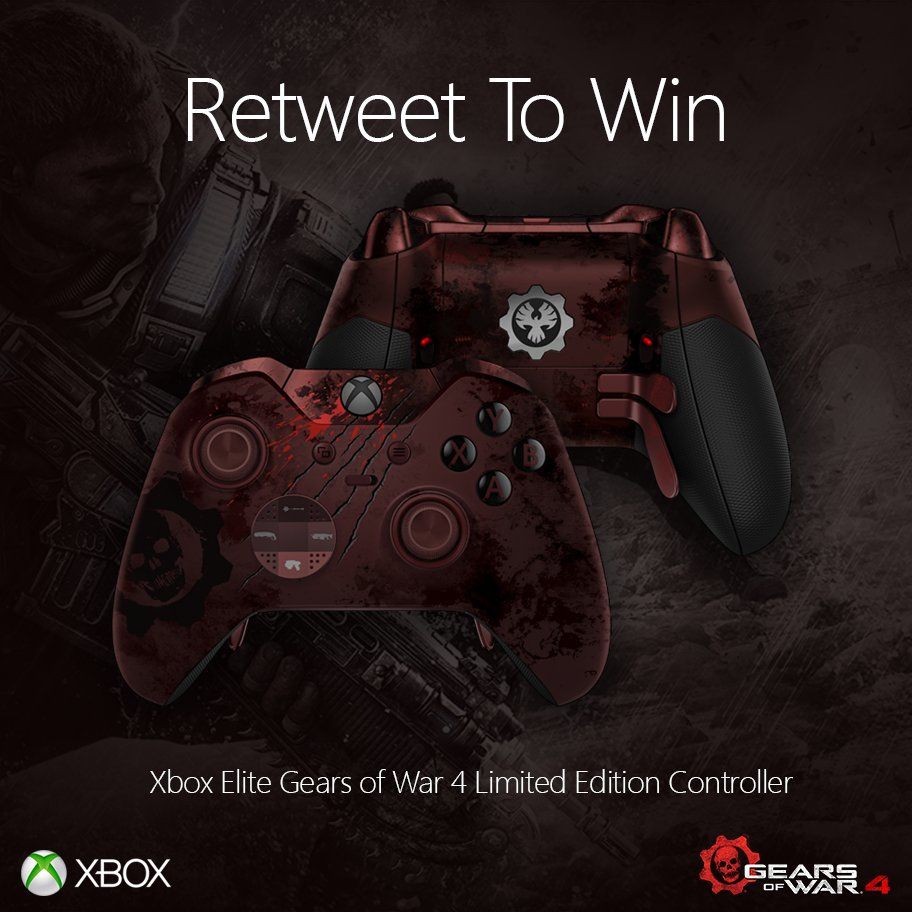 Retweet To Win
Y
X
B
A
Xbox Elite Gears of War 4 Limited Edition Controller
XBOX
GEARS
OF WAR. 4